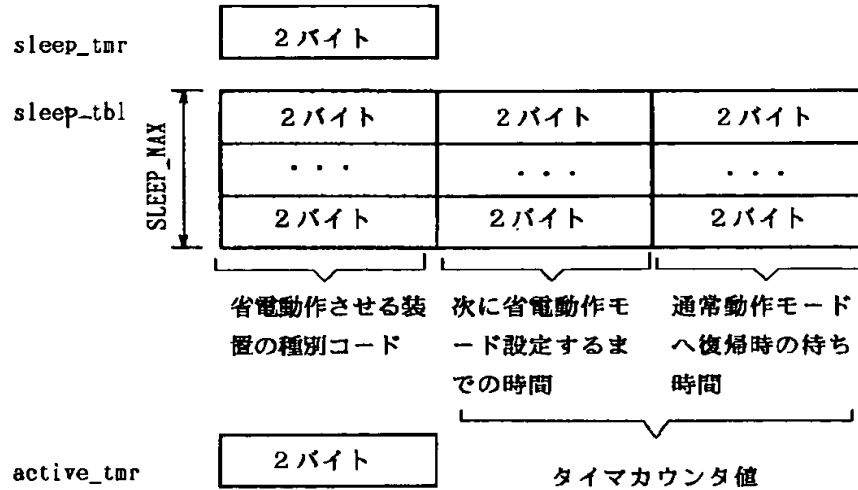 sleep_tmr
2バイト
sleep_tbl
SLEEP_MAX
2バイト 2バイト 2バイト
・・・ ・・・ ・・・
2バイト 2バイト 2バイト
省電動作させる装
置の種別コード
次に省電動作モ
ード設定するま
での時間
通常動作モード
へ復帰時の待ち
時間
active_tmr
2バイト
タイマカウンタ値